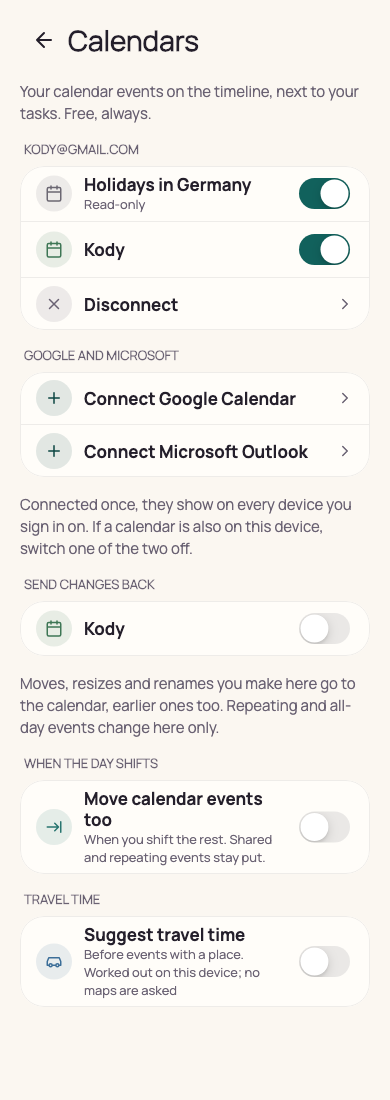 Calendars
Your calendar events on the timeline, next to your
tasks. Free, always.
KODY@GMAIL.COM
Holidays in Germany
Read-only
Kody
Disconnect
GOOGLE AND MICROSOFT
Connect Google Calendar
Connect Microsoft Outlook
Connected once, they show on every device you
sign in on. If a calendar is also on this device,
switch one of the two off.
SEND CHANGES BACK
Kody
Moves, resizes and renames you make here go to
the calendar, earlier ones too. Repeating and all-
day events change here only.
WHEN THE DAY SHIFTS
Move calendar events
too
When you shift the rest. Shared
and repeating events stay put.
TRAVEL TIME
Suggest travel time
Before events with a place.
Worked out on this device; no
maps are asked